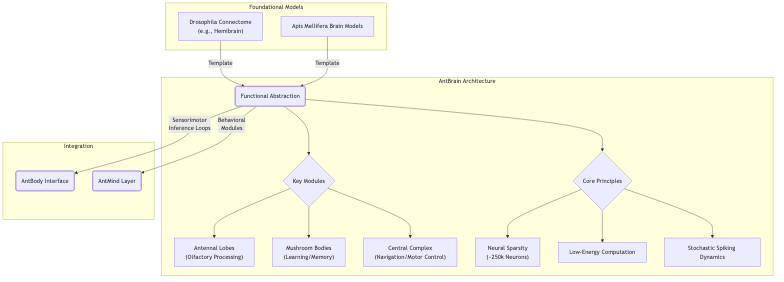 Foundational Models
Drosophila Connectome
(e.g., Hemibrain)
Apis Mellifera Brain Models
Template
Template
AntBrain Architecture
Functional Abstraction
Sensorimotor
Inference Loops
Behavioral
Modules
Integration
AntBody Interface
AntMind Layer
Key Modules
Core Principles
Antennal Lobes
(Olfactory Processing)
Mushroom Bodies
(Learning/Memory)
Central Complex
(Navigation/Motor Control)
Neural Sparsity
(~250k Neurons)
Low-Energy Computation
Stochastic Spiking
Dynamics